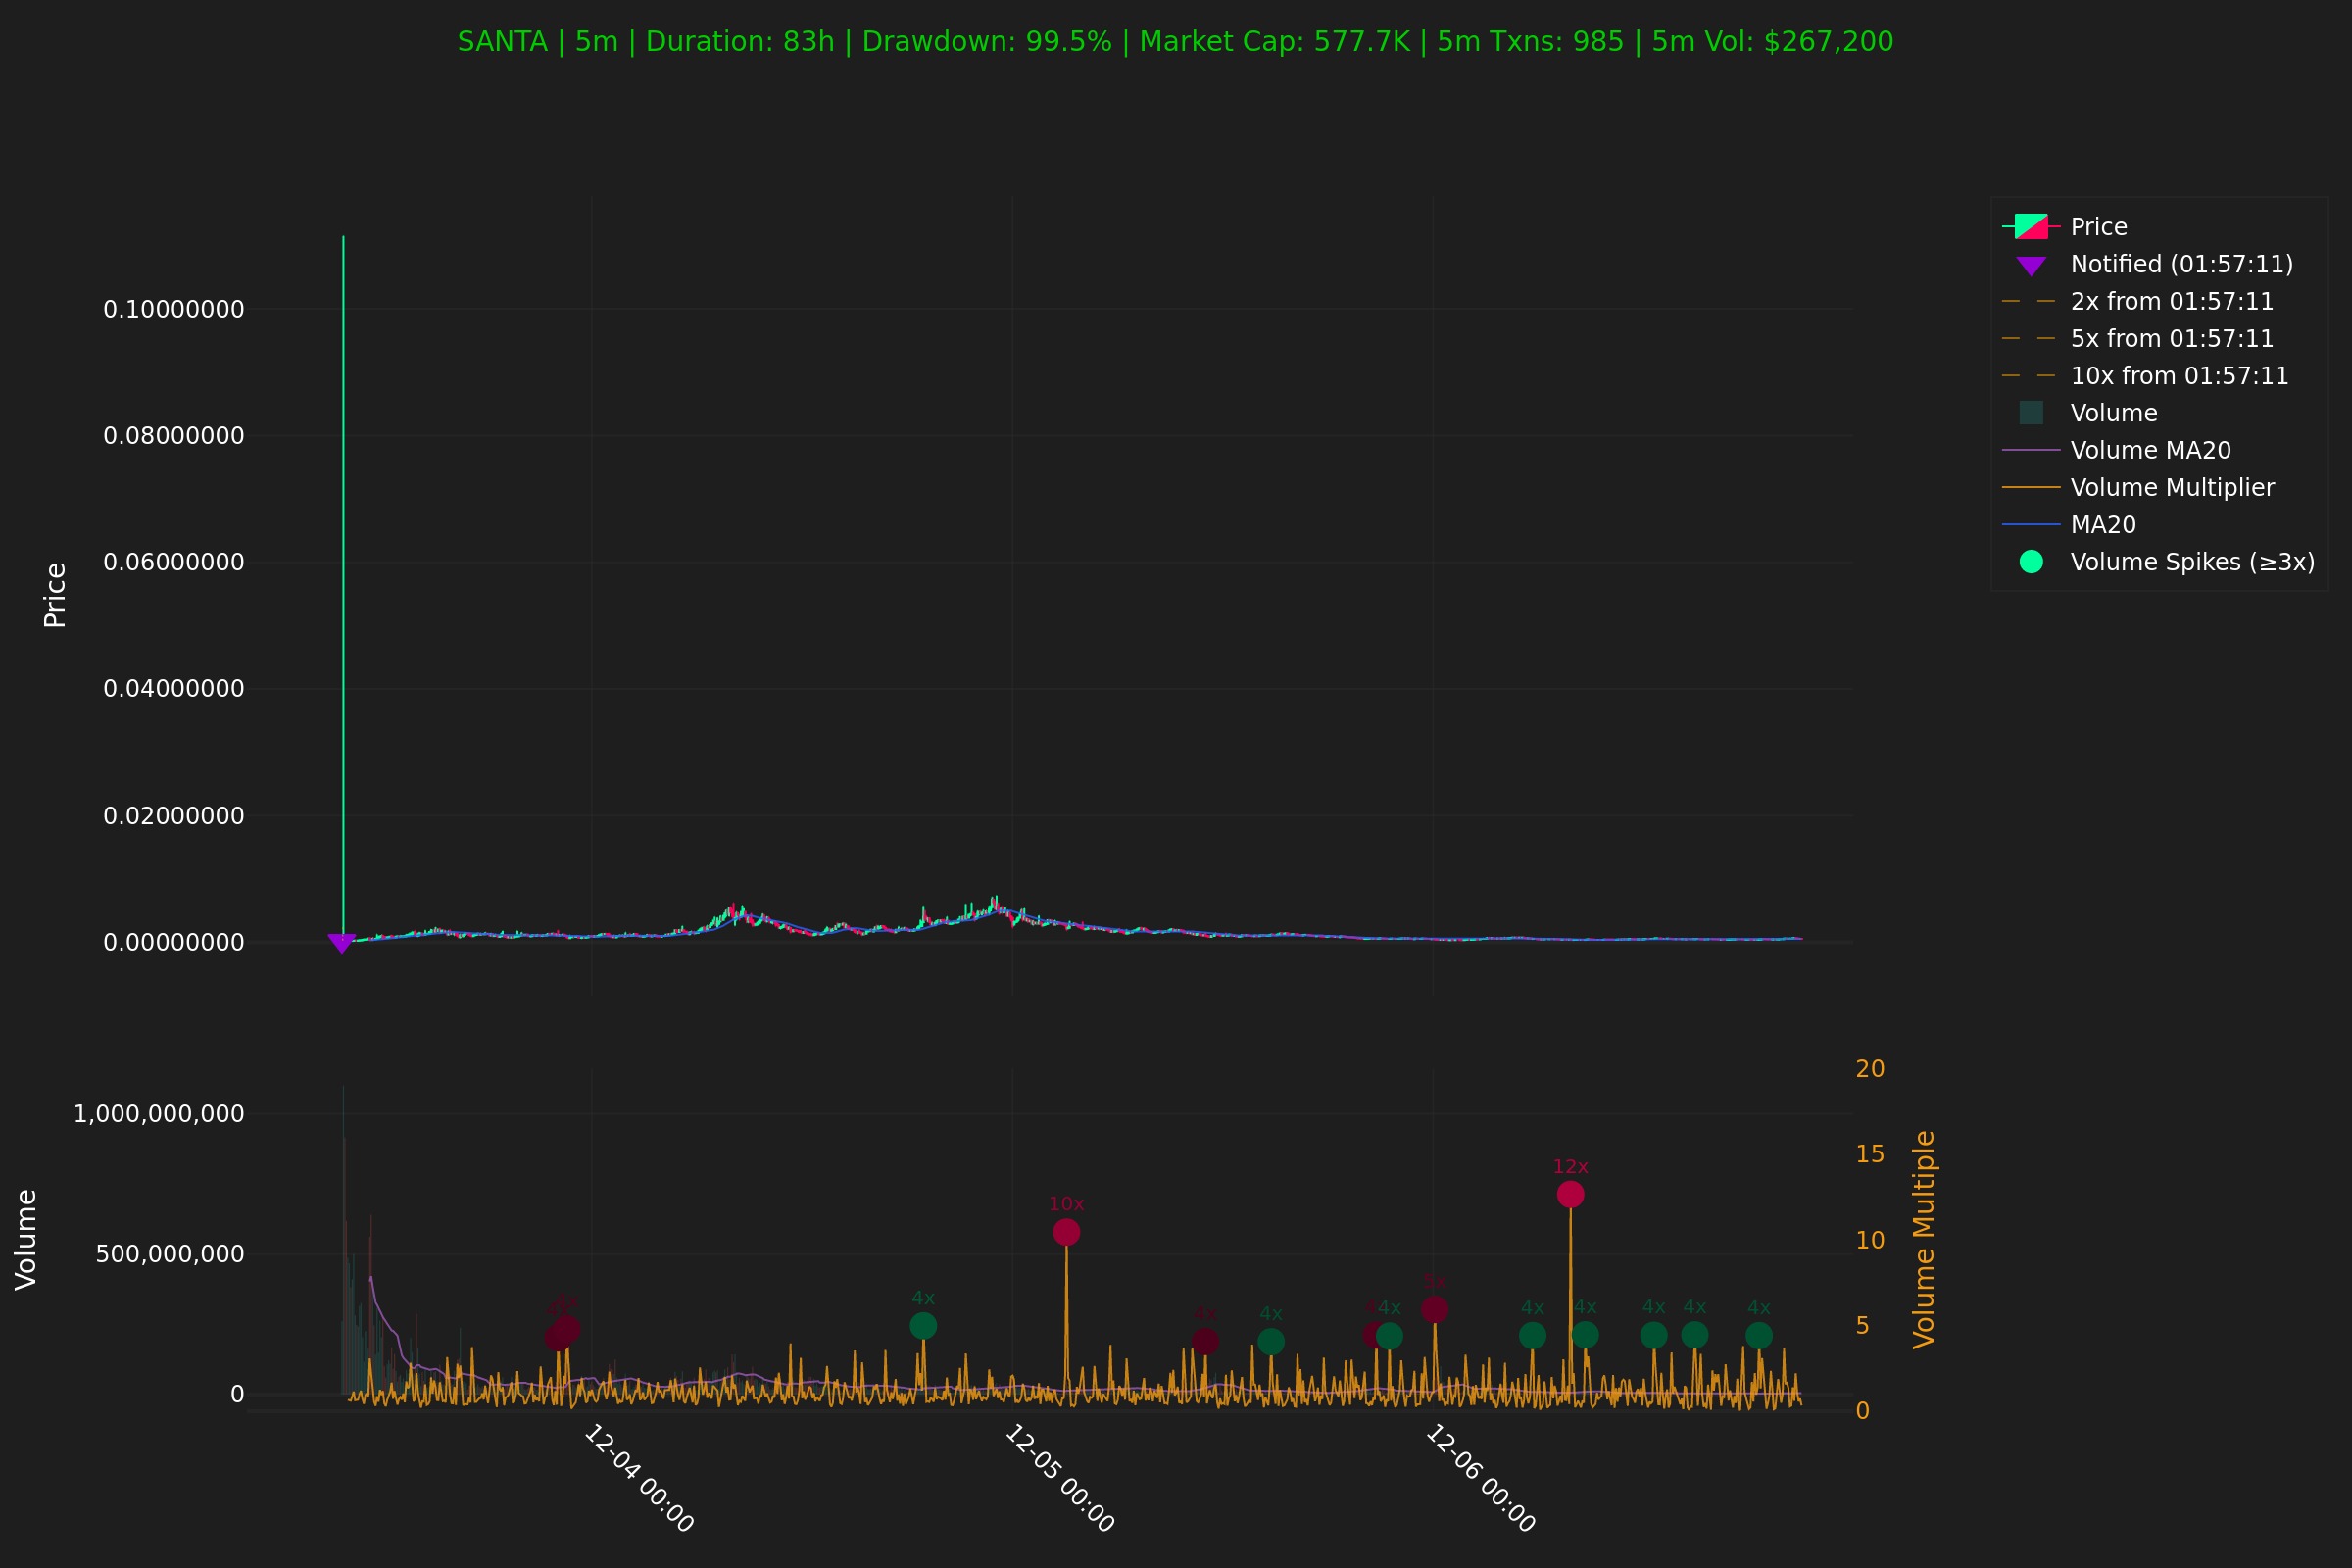 SANTA | 5m | Duration: 83h | Drawdown: 99.5% | Market Cap: 577.7K | 5m Txns: 985 | 5m Vol: $267,200
Price
0.10000000
0.08000000
0.06000000
0.04000000
0.02000000
0.00000000
Price
Notified (01:57:11)
2x from 01:57:11
5x from 01:57:11
10x from 01:57:11
Volume
Volume MA20
Volume Multiplier
MA20
Volume Spikes (≥3x)
Volume
1,000,000,000
500,000,000
0
4x
10x
4x
4x
4x
5x
12x
4x
4x
4x
4x
4x
20
15
10
5
0
Volume Multiple
12-04 00:00
12-05 00:00
12-06 00:00